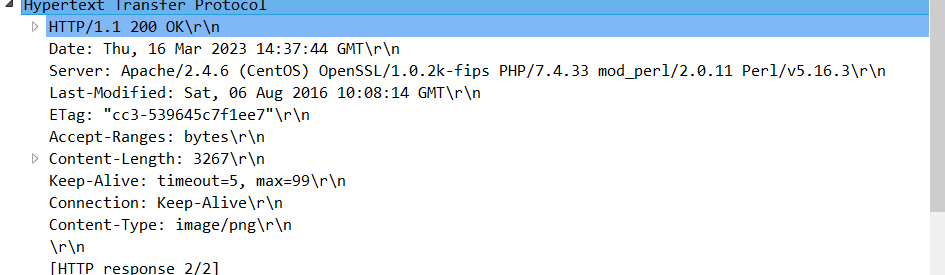 Hypertext Transfer Protocol
HTTP/1.1 200 OK\r\n
Date: Thu, 16 Mar 2023 14:37:44 GMT\r\n
Server: Apache/2.4.6 (CentOS) OpenSSL/1.0.2k-fips PHP/7.4.33 mod_perl/2.0.11 Perl/v5.16.3\r\n
Last-Modified: Sat, 06 Aug 2016 10:08:14 GMT\r\n
ETag: "cc3-539645c7f1ee7"\r\n
Accept-Ranges: bytes\r\n
Content-Length: 3267\r\n
Keep-Alive: timeout=5, max=99\r\n
Connection: Keep-Alive\r\n
Content-Type: image/png\r\n
\r\n
[HTTP response 2/2]